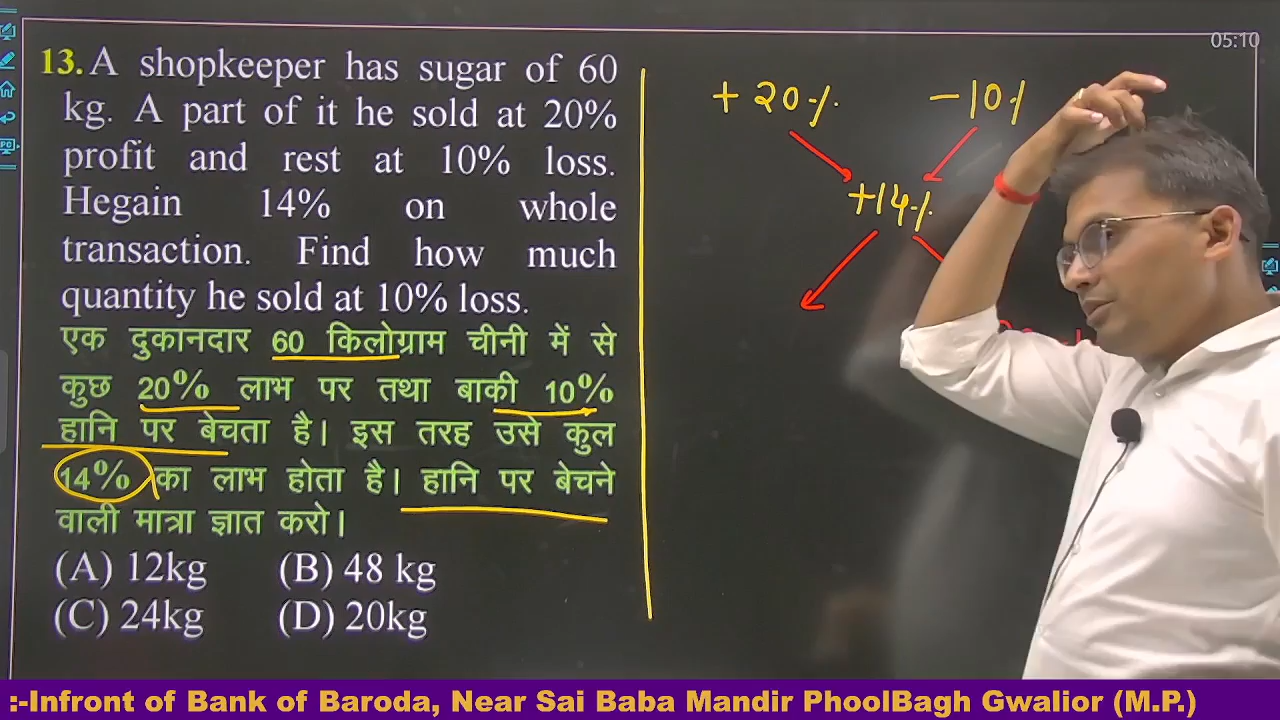 05:10
13. A shopkeeper has sugar of 60
kg. A part of it he sold at 20%
profit and rest at 10% loss.
Hegain 14% on whole
transaction. Find how much
quantity he sold at 10% loss.
एक दुकानदार 60 किलोग्राम चीनी में से
कुछ 20% लाभ पर तथा बाकी 10%
हानि पर बेचता है। इस तरह उसे कुल
14% का लाभ होता है। हानि पर बेचने
वाली मात्रा ज्ञात करो।
(A) 12kg (B) 48 kg
(C) 24kg (D) 20kg
+ 20% - 10%
+14%
:-Infront of Bank of Baroda, Near Sai Baba Mandir PhoolBagh Gwalior (M.P.)